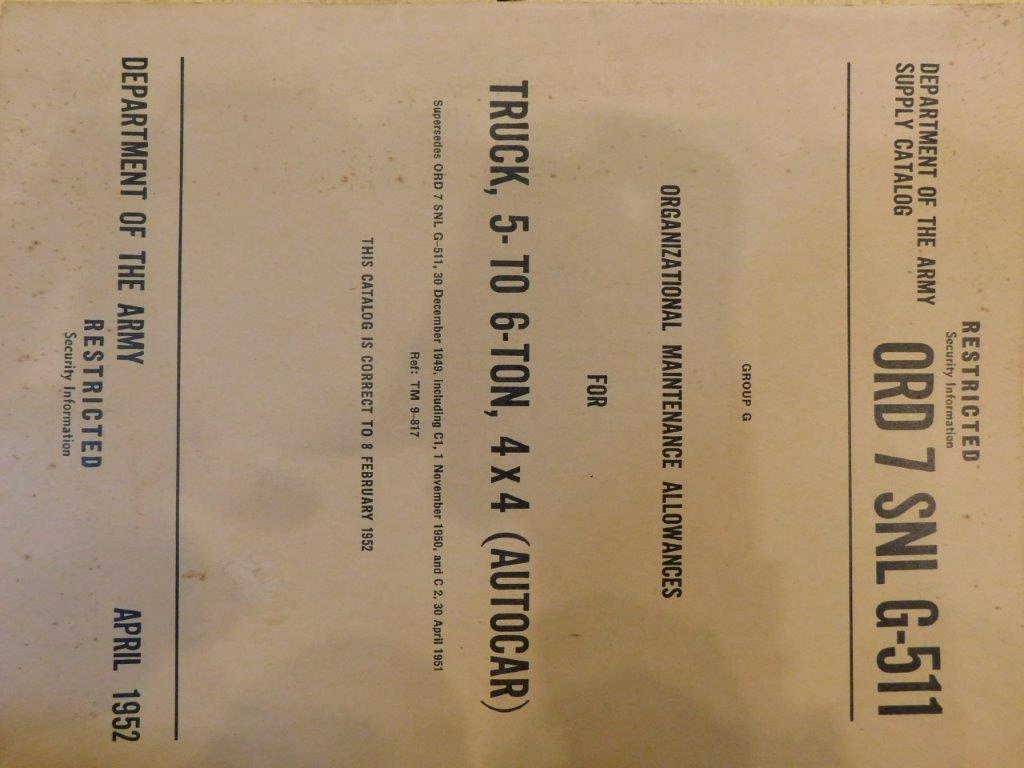 RESTRICTED
Security Information
DEPARTMENT OF THE ARMY
SUPPLY CATALOG
ORD 7 SNL G-511
GROUP G
ORGANIZATIONAL MAINTENANCE ALLOWANCES
FOR
TRUCK, 5- TO 6-TON, 4 x 4 (AUTOCAR)
Supersedes ORD 7 SNL G-511, 30 December 1949, including C1, 1 November 1950, and C 2, 30 April 1951
Ref: TM 9-817
THIS CATALOG IS CORRECT TO 8 FEBRUARY 1952
DEPARTMENT OF THE ARMY APRIL 1952
RESTRICTED
Security Information